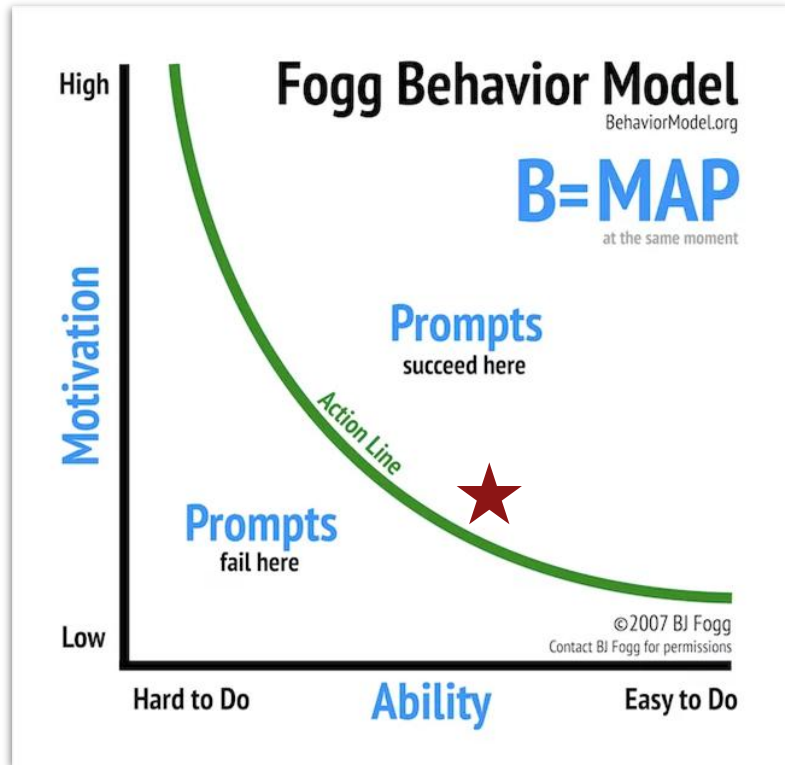 High
Fogg Behavior Model
BehaviorModel.org
B=MAP
at the same moment
Motivation
Prompts
succeed here
Action Line
Prompts
fail here
Low
©2007 BJ Fogg
Contact BJ Fogg for permissions
Hard to Do
Ability
Easy to Do